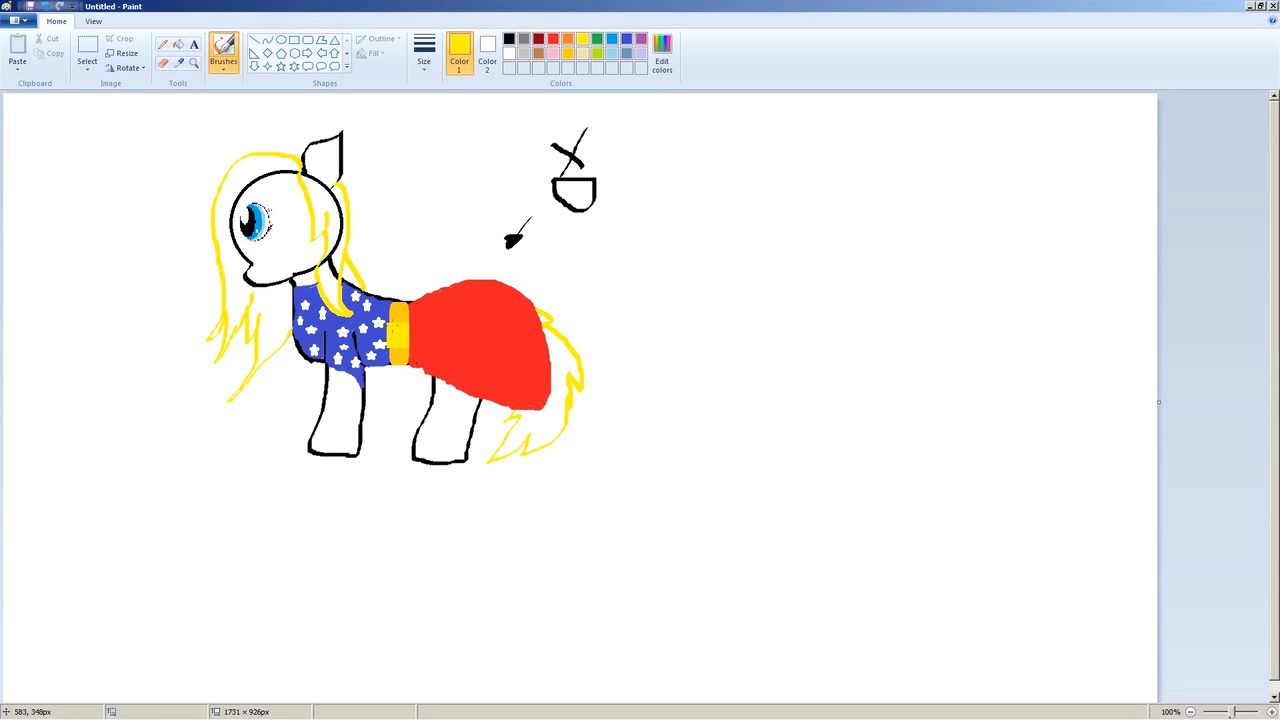 Untitled - Paint
Home
View
Paste
Cut
Copy
Clipboard
Select
Crop
Resize
Rotate
Image
A
Tools
Brushes
Outline
Fill
Shapes
Size
Color 1
Color 2
Edit colors
Colors
583, 348px
1731 × 926px
100%